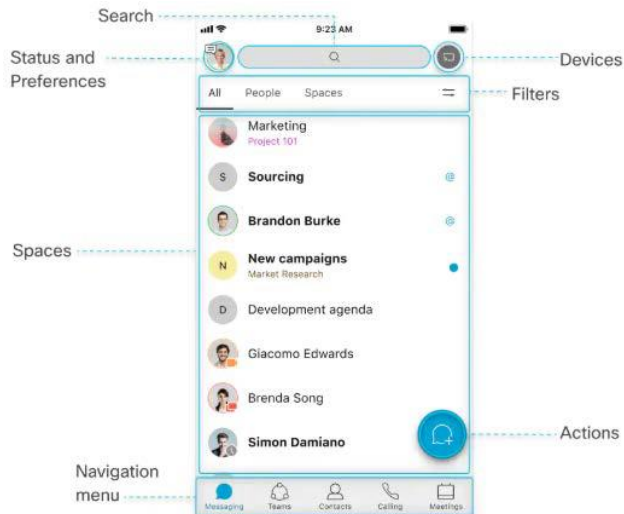 Search
9:23 AM
Status and
Preferences
Devices
All People Spaces
Filters
Marketing
Project 101
S Sourcing @
Brandon Burke @
Spaces
N New campaigns
Market Research
D Development agenda
Giacomo Edwards
Brenda Song
Simon Damiano
Actions
Navigation
menu
Messaging Teams Contacts Calling Meetings